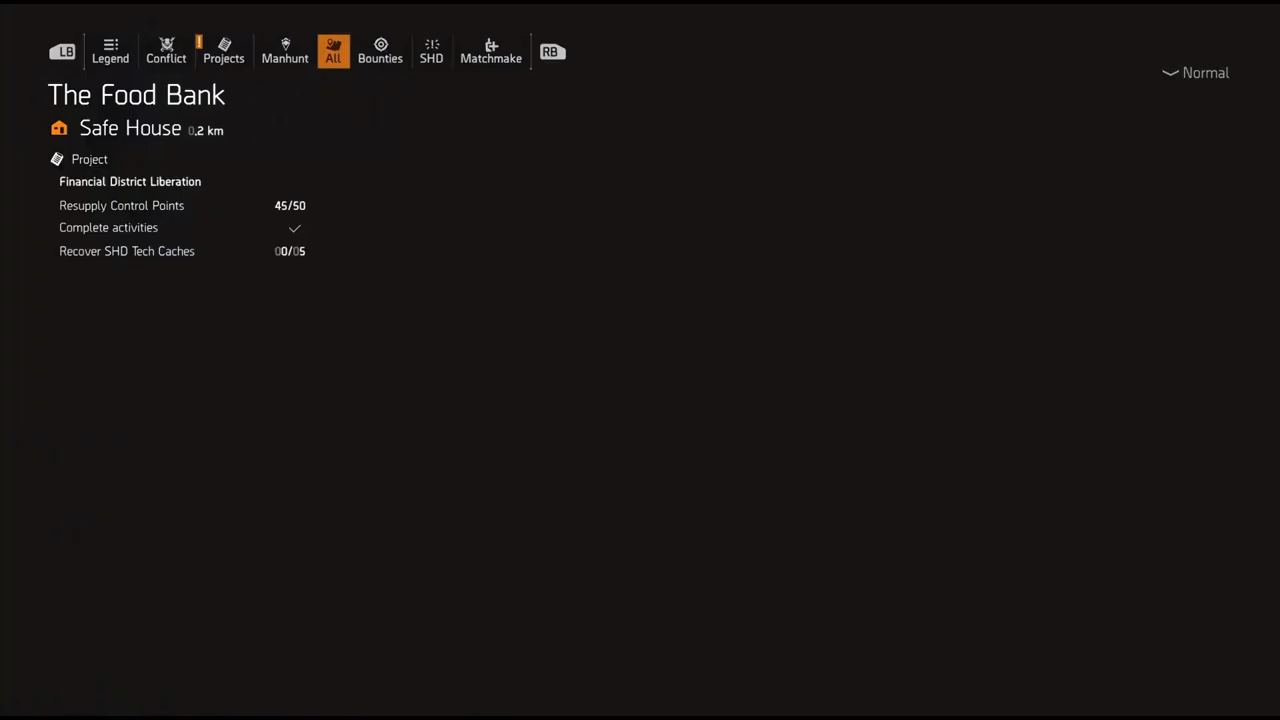 LB Legend Conflict ! Projects Manhunt All Bounties SHD Matchmake RB
Normal
The Food Bank
Safe House 0.2 km
Project
Financial District Liberation
Resupply Control Points 45/50
Complete activities
Recover SHD Tech Caches 00/05